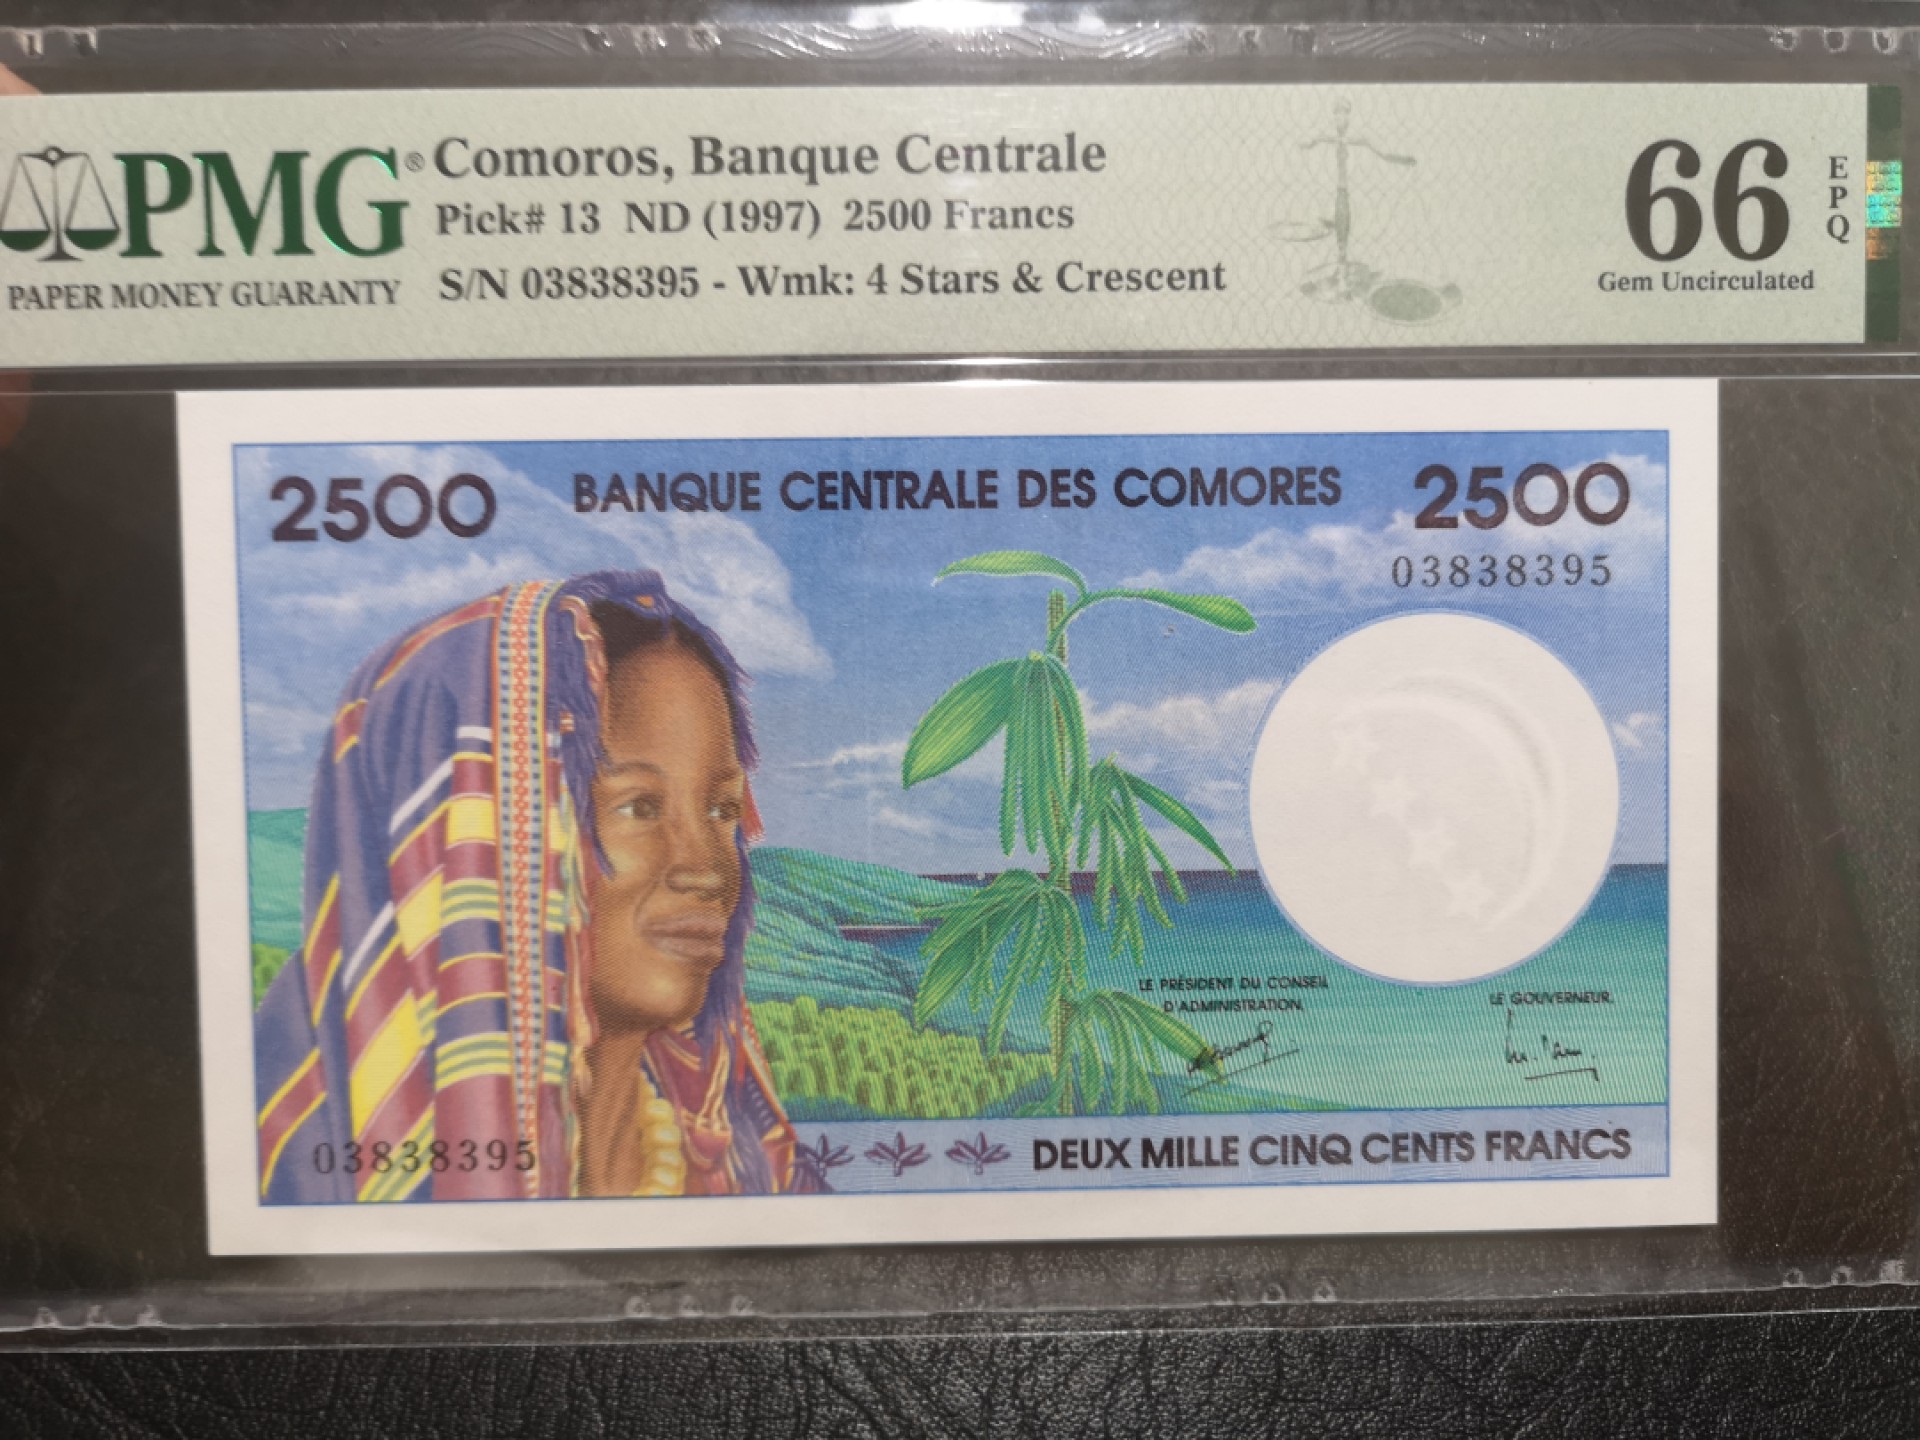 PMG®
PAPER MONEY GUARANTY
Comoros, Banque Centrale
Pick# 13 ND (1997) 2500 Francs
S/N 03838395 - Wmk: 4 Stars & Crescent
66
EPQ
Gem Uncirculated
2500 BANQUE CENTRALE DES COMORES 2500
03838395
LE PRÉSIDENT DU CONSEIL
D'ADMINISTRATION,
LE GOUVERNEUR,
03838395
DEUX MILLE CINQ CENTS FRANCS